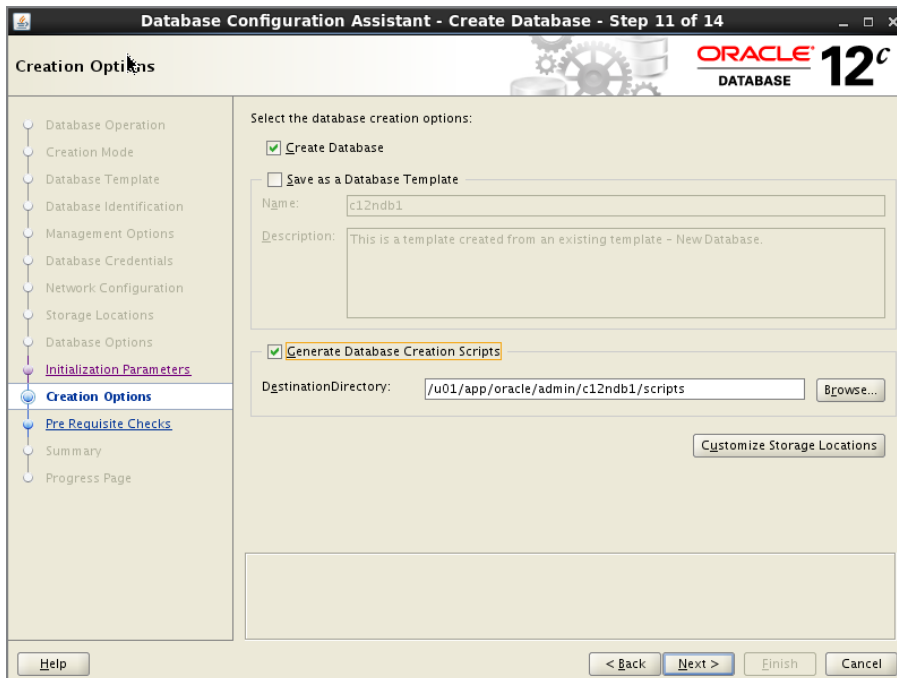 Database Configuration Assistant - Create Database - Step 11 of 14
Creation Options
ORACLE
DATABASE
12c
Database Operation
Creation Mode
Database Template
Database Identification
Management Options
Database Credentials
Network Configuration
Storage Locations
Database Options
Initialization Parameters
Creation Options
Pre Requisite Checks
Summary
Progress Page
Select the database creation options:
Create Database
Save as a Database Template
Name: c12ndb1
Description: This is a template created from an existing template - New Database.
Generate Database Creation Scripts
DestinationDirectory: /u01/app/oracle/admin/c12ndb1/scripts Browse...
Customize Storage Locations
Help < Back Next > Finish Cancel